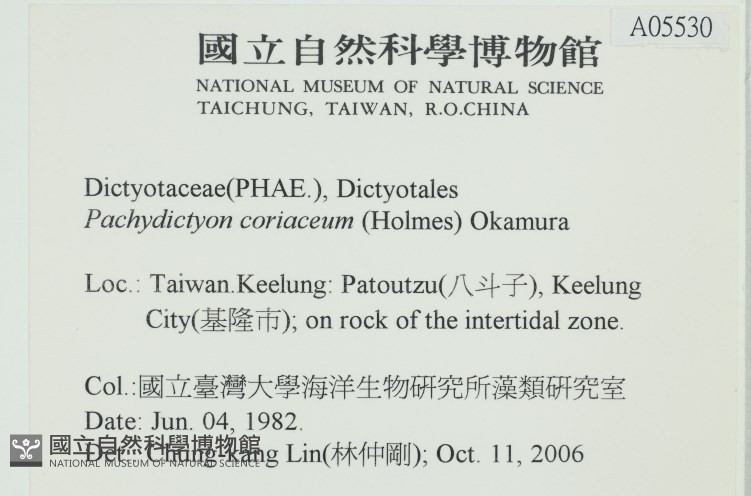 A05530
國立自然科學博物館
NATIONAL MUSEUM OF NATURAL SCIENCE
TAICHUNG, TAIWAN, R.O.CHINA
Dictyotaceae(PHAE.), Dictyotales
Pachydictyon coriaceum (Holmes) Okamura
Loc.: Taiwan.Keelung: Patoutzu(八斗子), Keelung
City(基隆市); on rock of the intertidal zone.
Col.:國立臺灣大學海洋生物研究所藻類研究室
Date: Jun. 04, 1982.
Det.: Chung-kang Lin(林仲剛); Oct. 11, 2006
國立自然科學博物館
NATIONAL MUSEUM OF NATURAL SCIENCE